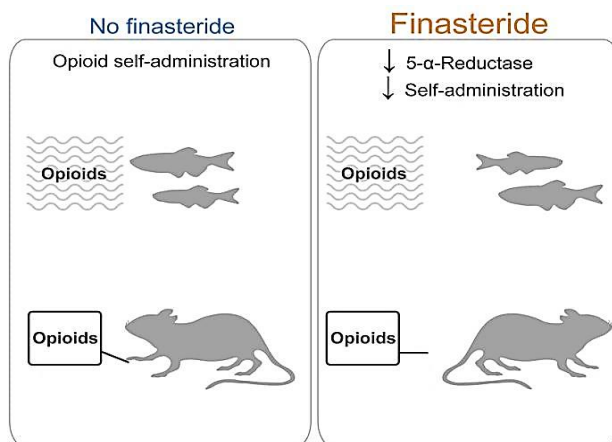 No finasteride
Opioid self-administration
Opioids
Opioids
Finasteride
↓ 5-α-Reductase
↓ Self-administration
Opioids
Opioids